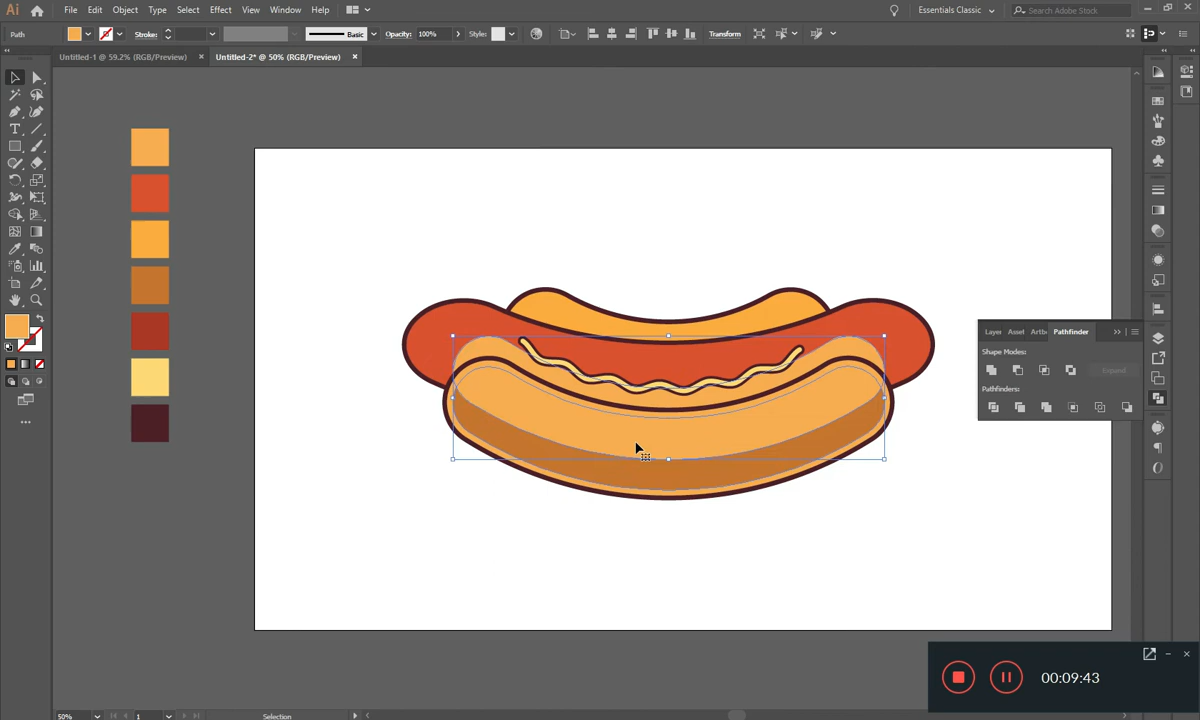 Ai File Edit Object Type Select Effect View Window Help Essentials Classic Search Adobe Stock
Path Stroke: Basic Opacity: 100% Style: Transform
Untitled-1 @ 59.2% (RGB/Preview) × Untitled-2* @ 50% (RGB/Preview) ×
Layer Asset Artb Pathfinder
Shape Modes:
Expand
Pathfinders:
00:09:43
50% 1 Selection